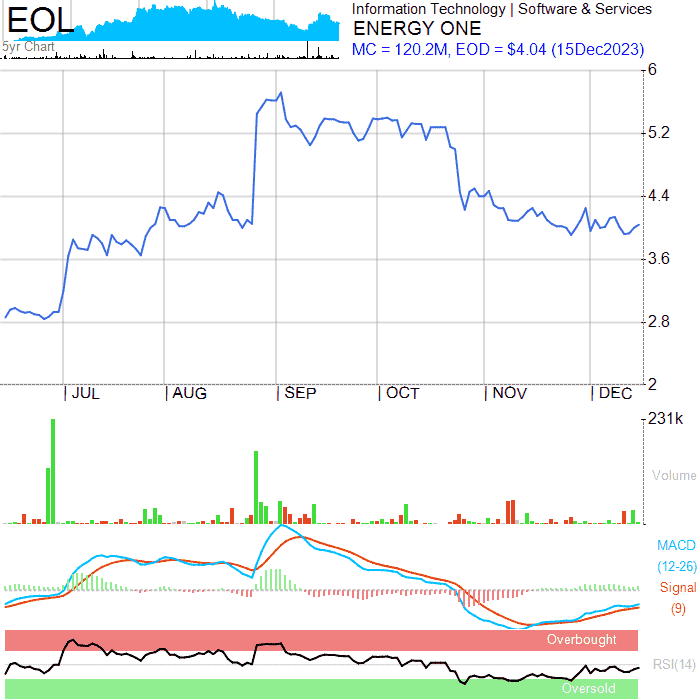 EOL
5yr Chart
Information Technology | Software & Services
ENERGY ONE
MC = 120.2M, EOD = $4.04 (15Dec2023)
6
5.2
4.4
3.6
2.8
2
JUL AUG SEP OCT NOV DEC
231k
Volume
MACD
(12-26)
Signal
(9)
Overbought
RSI(14)
Oversold